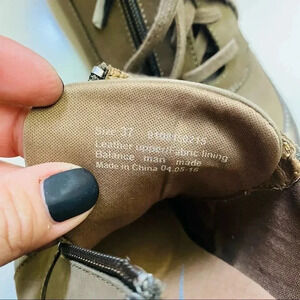 Size 37
Leather upper/Fabric lining
Balance man made
Made in China 04.05-16